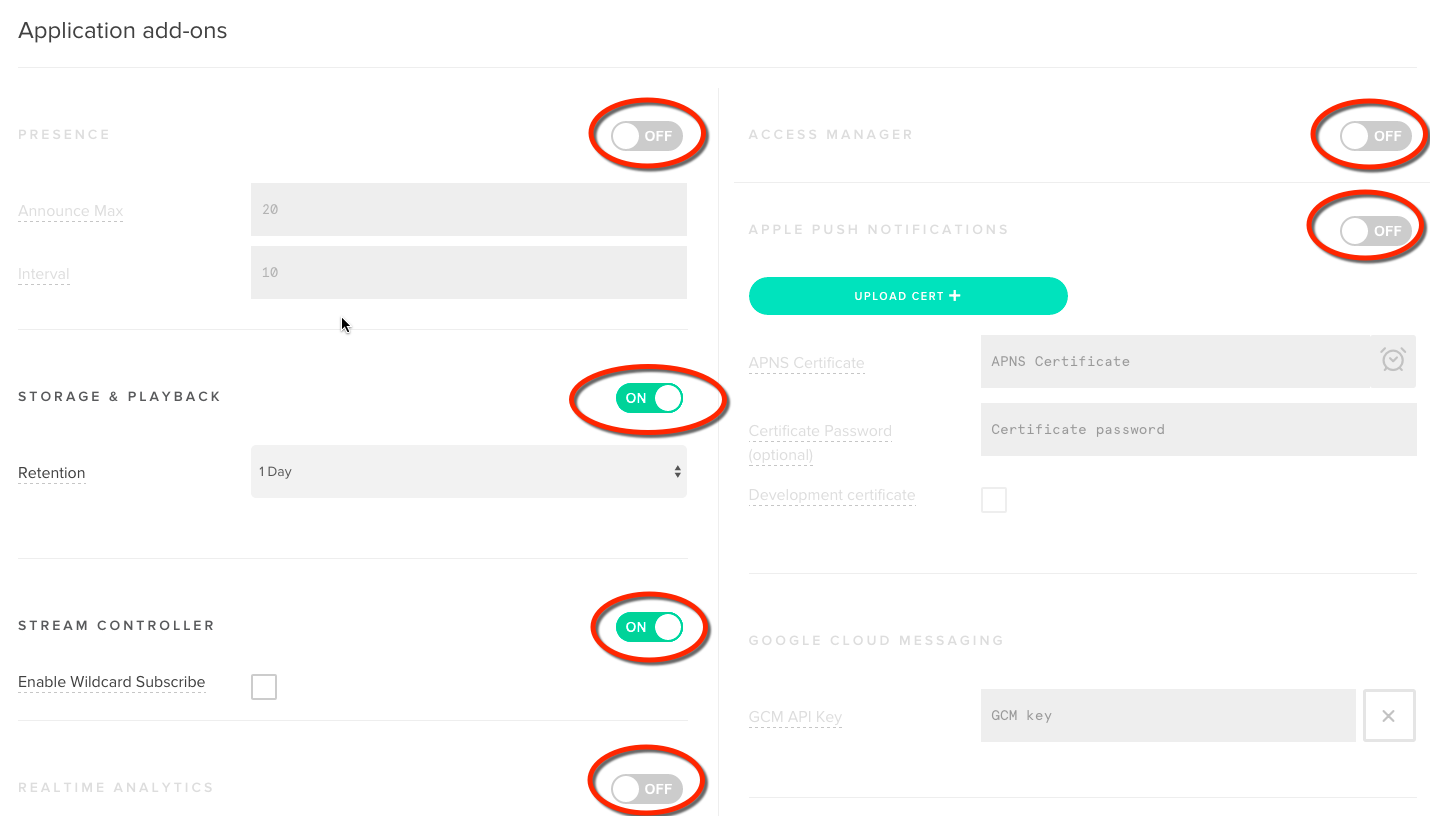 Application add-ons
PRESENCE
OFF
Announce Max
20
Interval
10
STORAGE & PLAYBACK
ON
Retention
1 Day
STREAM CONTROLLER
ON
Enable Wildcard Subscribe
REALTIME ANALYTICS
OFF
ACCESS MANAGER
OFF
APPLE PUSH NOTIFICATIONS
OFF
UPLOAD CERT +
APNS Certificate
APNS Certificate
Certificate Password
(optional)
Certificate password
Development certificate
GOOGLE CLOUD MESSAGING
GCM API Key
GCM key